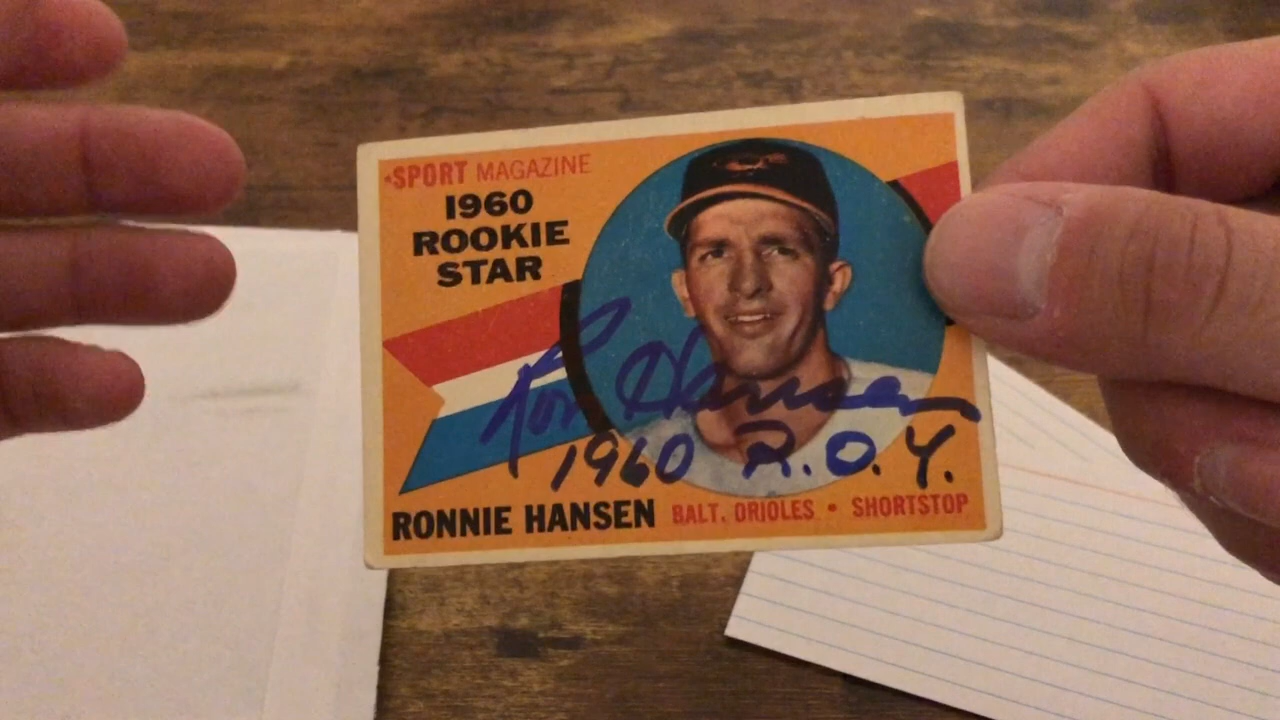 SPORT MAGAZINE
1960
ROOKIE
STAR
Ron Hansen
1960 R.O.Y.
RONNIE HANSEN BALT. ORIOLES • SHORTSTOP